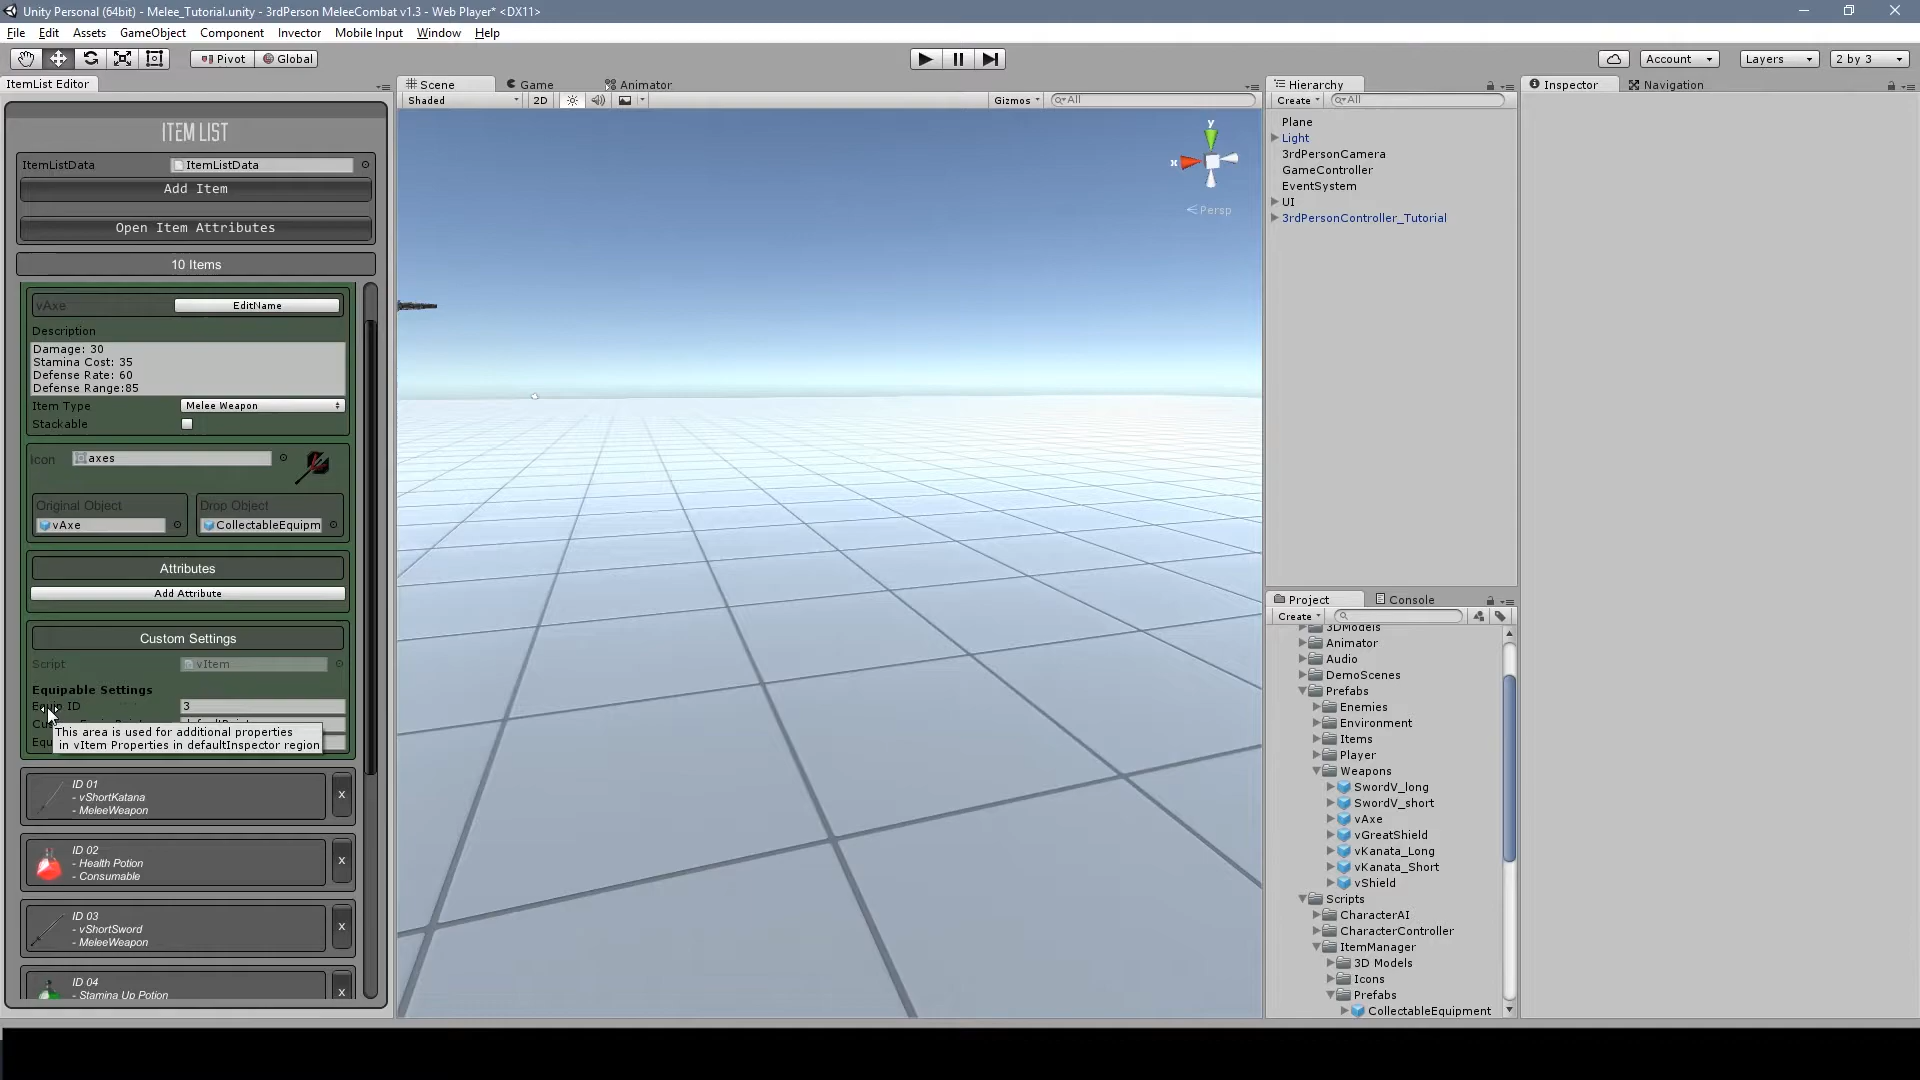 Unity Personal (64bit) - Melee_Tutorial.unity - 3rdPerson MeleeCombat v1.3 - Web Player* <DX11>
File Edit Assets GameObject Component Invector Mobile Input Window Help
Pivot Global Account Layers 2 by 3
ItemList Editor
ITEM LIST
ItemListData ItemListData
Add Item
Open Item Attributes
10 Items
vAxe EditName
Description
Damage: 30
Stamina Cost: 35
Defense Rate: 60
Defense Range:85
Item Type Melee Weapon
Stackable
Icon axes
Original Object Drop Object
vAxe CollectableEquipm
Attributes
Add Attribute
Custom Settings
Script vItem
Equipable Settings
Equip ID 3
This area is used for additional properties
in vItem Properties in defaultInspector region
ID 01
- vShortKatana
- MeleeWeapon
x
ID 02
- Health Potion
- Consumable
x
ID 03
- vShortSword
- MeleeWeapon
x
ID 04
- Stamina Up Potion
x
Scene Game Animator
Shaded 2D Gizmos All
y
x
Persp
Hierarchy
Create All
Plane
Light
3rdPersonCamera
GameController
EventSystem
UI
3rdPersonController_Tutorial
Project Console
Create
3DModels
Animator
Audio
DemoScenes
Prefabs
Enemies
Environment
Items
Player
Weapons
SwordV_long
SwordV_short
vAxe
vGreatShield
vKanata_Long
vKanata_Short
vShield
Scripts
CharacterAI
CharacterController
ItemManager
3D Models
Icons
Prefabs
CollectableEquipment
Inspector Navigation